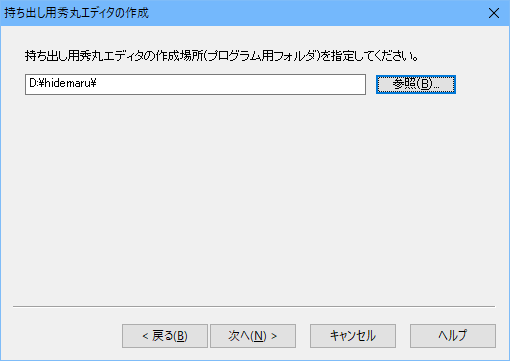 持ち出し用秀丸エディタの作成
持ち出し用秀丸エディタの作成場所(プログラム用フォルダ)を指定してください。
D:¥hidemaru¥
参照(B)...
< 戻る(B)
次へ(N) >
キャンセル
ヘルプ